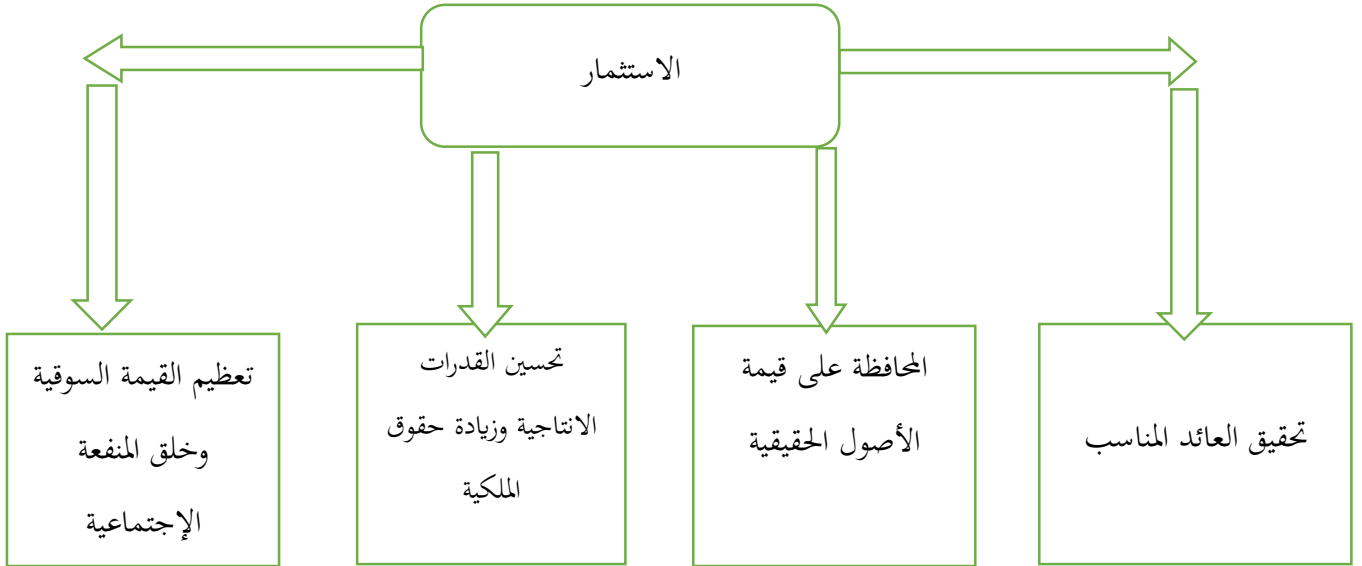 الاستثمار
تحقيق العائد المناسب
المحافظة على قيمة
الأصول الحقيقية
تحسين القدرات
الانتاجية وزيادة حقوق
الملكية
تعظيم القيمة السوقية
وخلق المنفعة
الإجتماعية